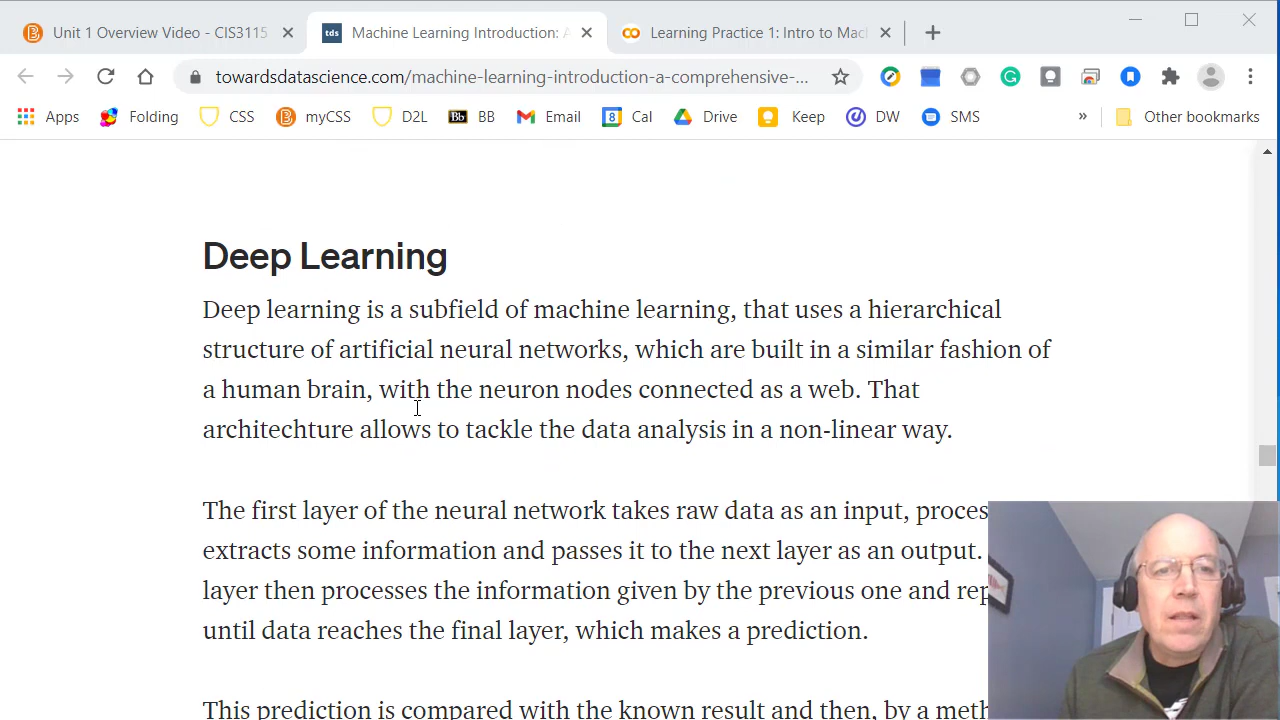 Unit 1 Overview Video - CIS3115
tds Machine Learning Introduction:
Learning Practice 1: Intro to Mac
towardsdatascience.com/machine-learning-introduction-a-comprehensive-...
Apps Folding CSS myCSS D2L Bb BB Email 8 Cal Drive Keep DW SMS » Other bookmarks
Deep Learning
Deep learning is a subfield of machine learning, that uses a hierarchical
structure of artificial neural networks, which are built in a similar fashion of
a human brain, with the neuron nodes connected as a web. That
architechture allows to tackle the data analysis in a non-linear way.
The first layer of the neural network takes raw data as an input, proces
extracts some information and passes it to the next layer as an output.
layer then processes the information given by the previous one and rep
until data reaches the final layer, which makes a prediction.
This prediction is compared with the known result and then, by a meth